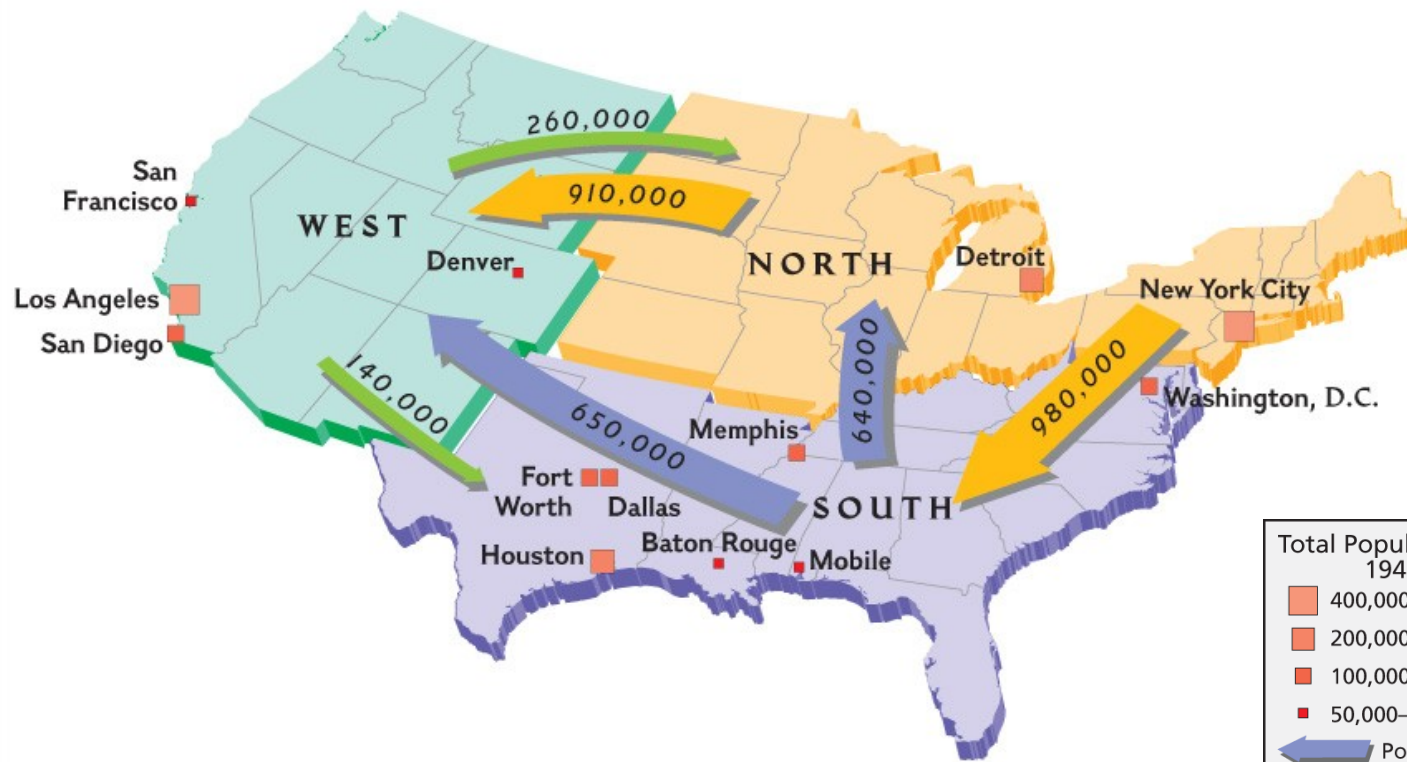 260,000
910,000
San
Francisco
WEST
NORTH
Denver
Detroit
New York City
Los Angeles
San Diego
140,000
650,000
640,000
980,000
Washington, D.C.
Memphis
Fort
Worth
Dallas
SOUTH
Houston
Baton Rouge
Mobile
Total Popul
194
400,000
200,000
100,000
50,000–
Po